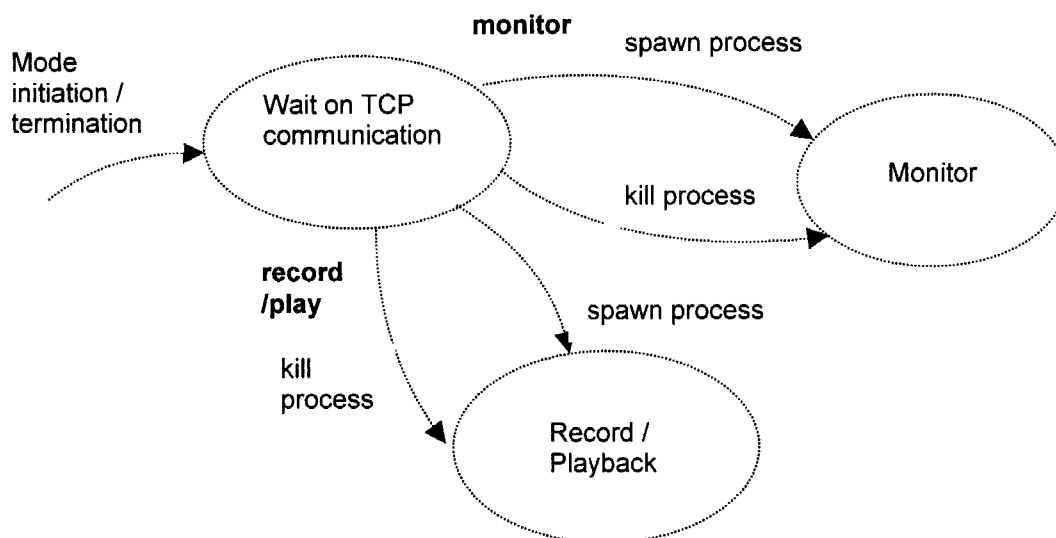 monitor
spawn process
Mode
initiation /
termination
Wait on TCP
communication
Monitor
kill process
record
/play
spawn process
kill
process
Record /
Playback